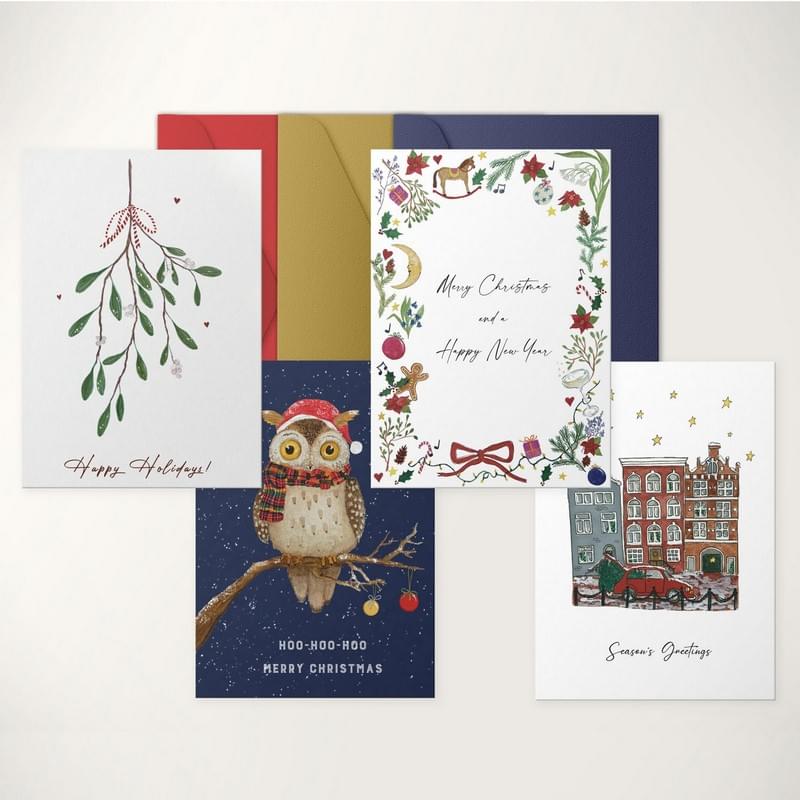 Happy Holidays!
Merry Christmas
and a
Happy New Year
HOO-HOO-HOO
MERRY CHRISTMAS
Season's Greetings